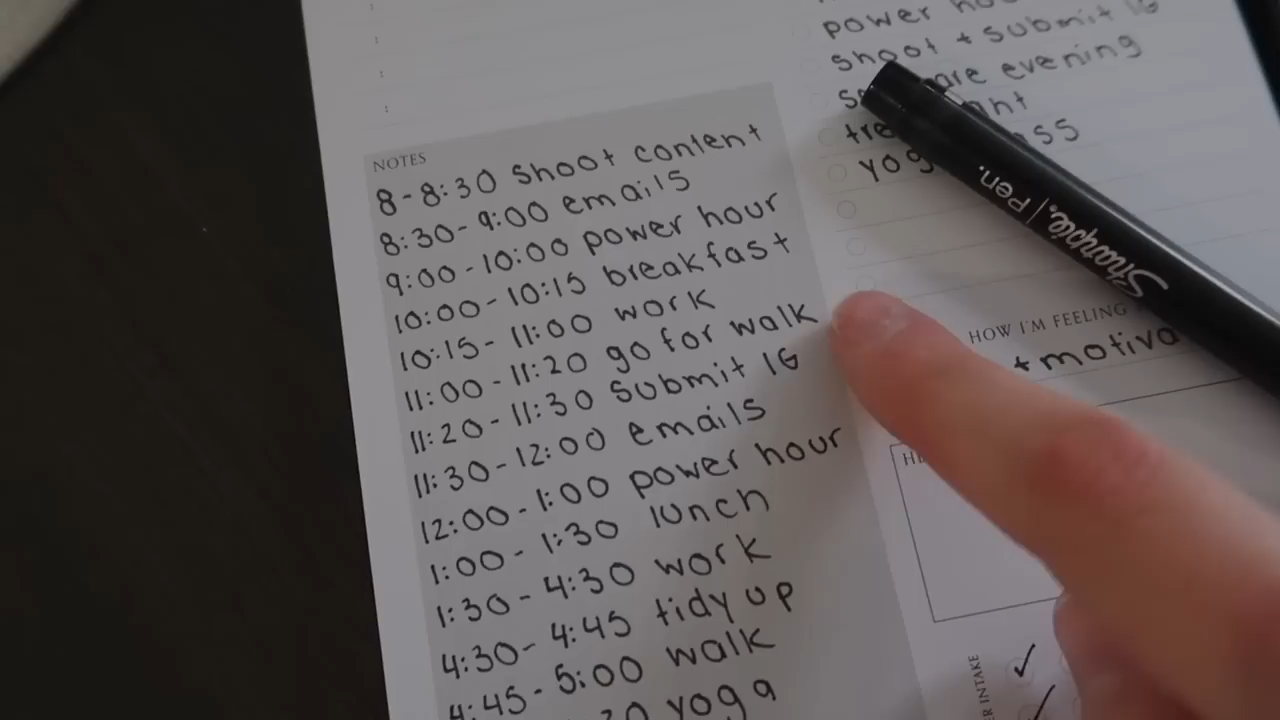 NOTES
8-8:30 shoot content
8:30-9:00 emails
9:00-10:00 power hour
10:00-10:15 breakfast
10:15-11:00 work
11:00-11:20 go for walk
11:20-11:30 submit IG
11:30-12:00 emails
12:00-1:00 power hour
1:00-1:30 lunch
1:30-4:30 work
4:30-4:45 tidy up
4:45-5:00 walk
yoga
power
shoot + submit IG
evening
Sharpie. | Pen.
HOW I'M FEELING
+